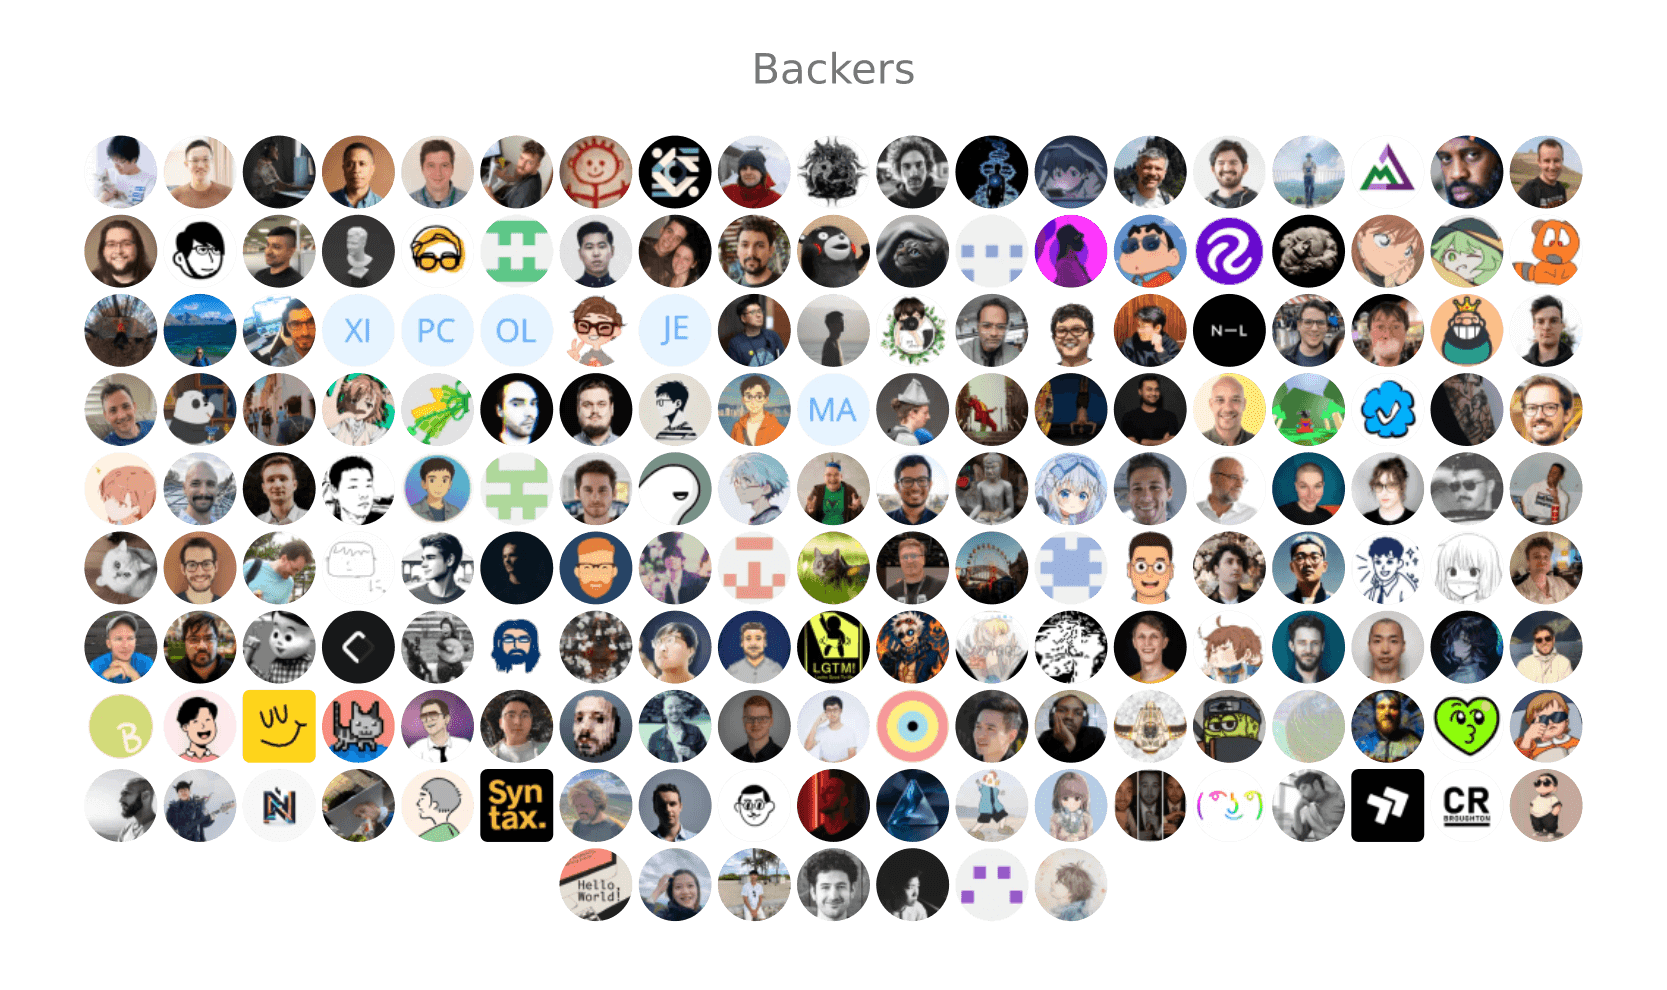 Backers
XI
PC
OL
JE
N—L
MA
LGTM!
B
Syn
tax.
N
CR
BROUGHTON
Hello,
World!